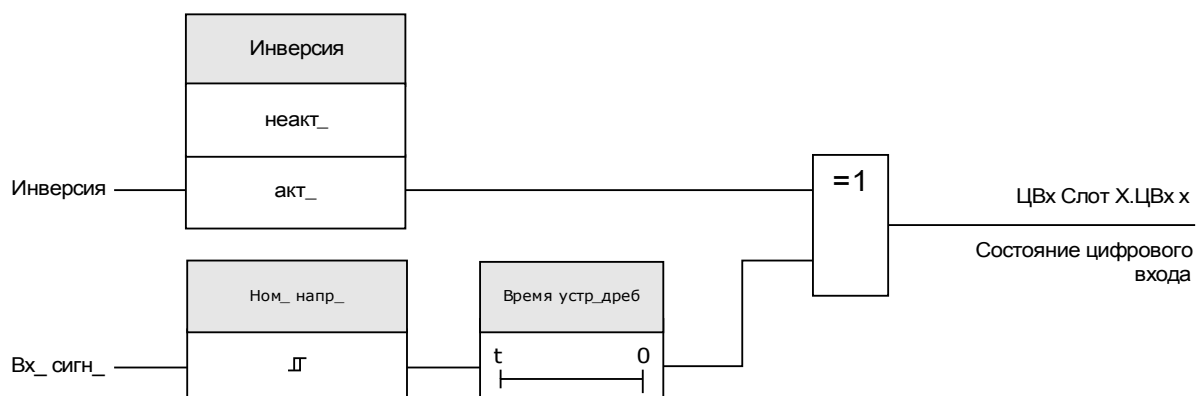 Инверсия
неакт_
Инверсия
акт_
=1
ЦВх Слот X.ЦВх x
Состояние цифрового
входа
Ном_ напр_
Время устр_дреб
Вх_ сигн_
t
0